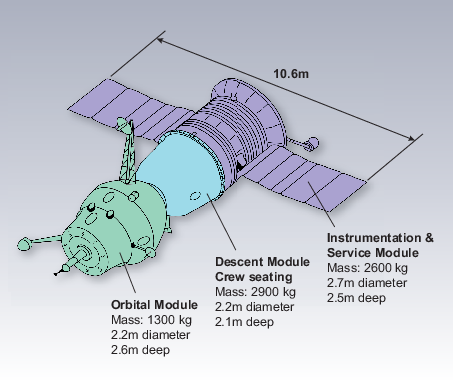 10.6m
Instrumentation &
Service Module
Mass: 2600 kg
2.7m diameter
2.5m deep
Descent Module
Crew seating
Mass: 2900 kg
2.2m diameter
2.1m deep
Orbital Module
Mass: 1300 kg
2.2m diameter
2.6m deep